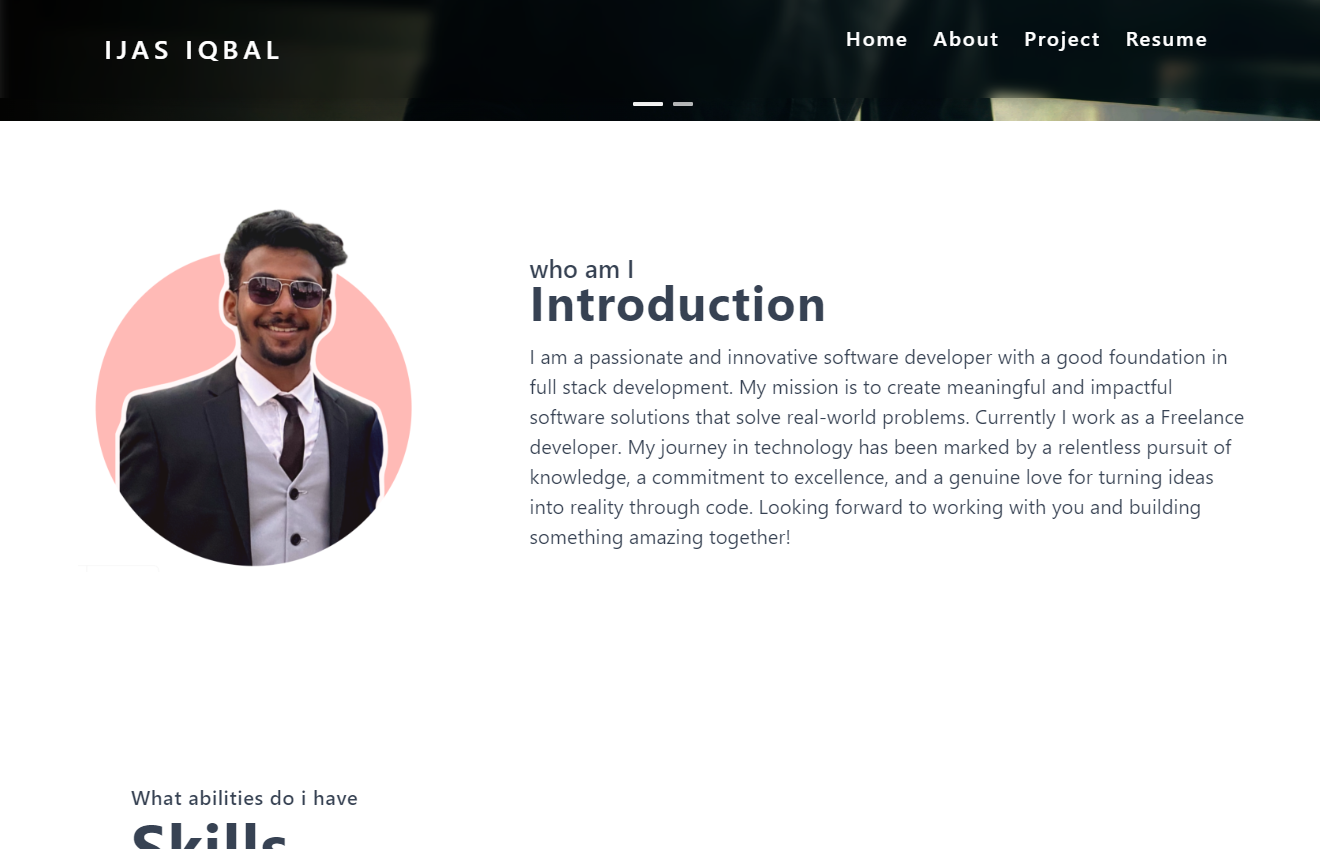 IJAS IQBAL
Home About Project Resume
who am I
Introduction
I am a passionate and innovative software developer with a good foundation in
full stack development. My mission is to create meaningful and impactful
software solutions that solve real-world problems. Currently I work as a Freelance
developer. My journey in technology has been marked by a relentless pursuit of
knowledge, a commitment to excellence, and a genuine love for turning ideas
into reality through code. Looking forward to working with you and building
something amazing together!
What abilities do i have
Skills